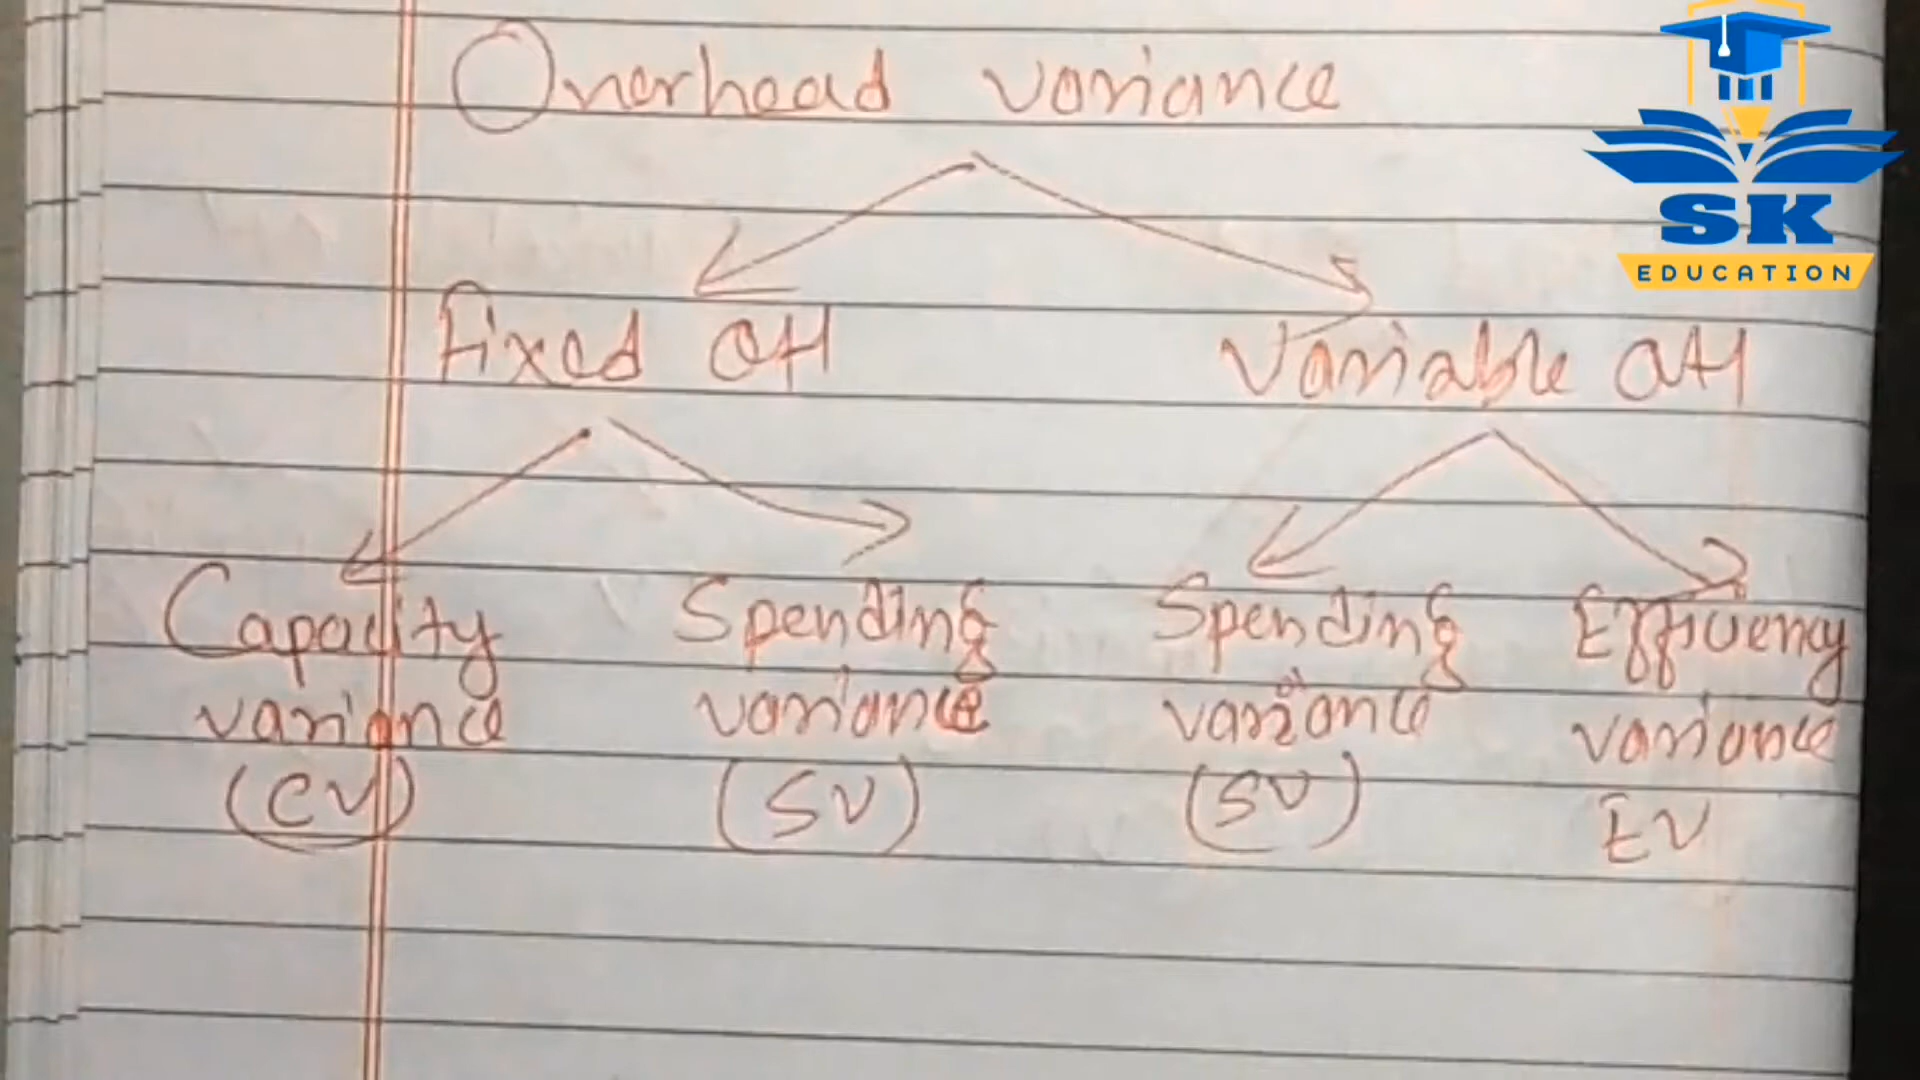 Overhead variance
SK
EDUCATION
Fixed OH
Variable OH
Capacity
variance
(CV)
Spending
variance
(SV)
Spending
variance
(SV)
Efficiency
variance
EV